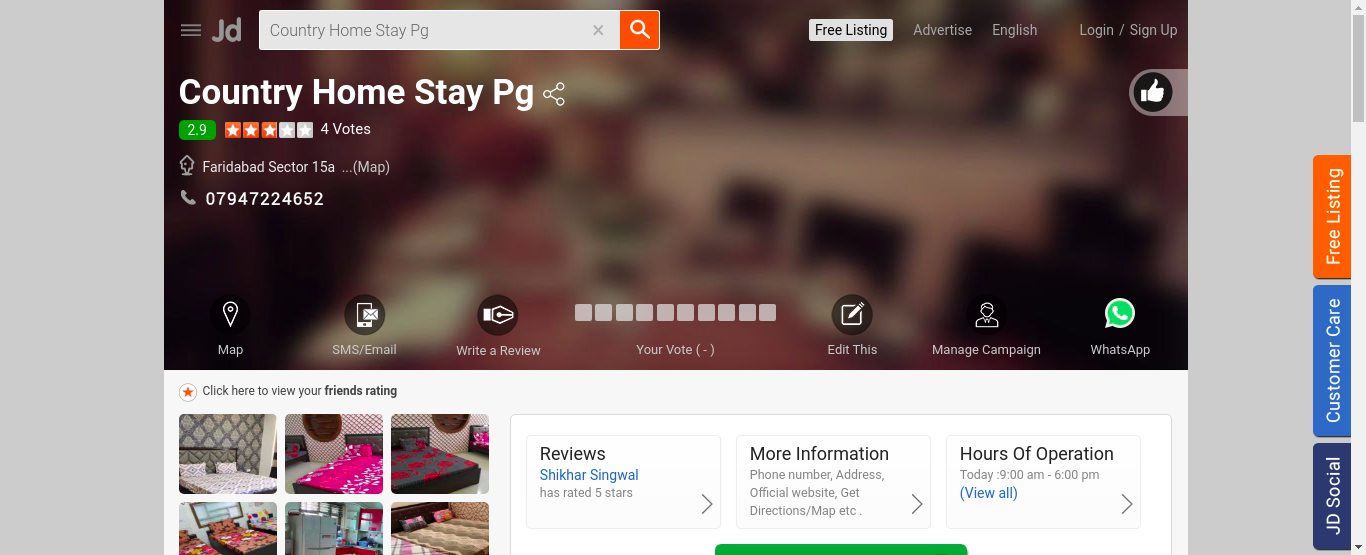 Jd
Country Home Stay Pg
Free Listing
Advertise
English
Login / Sign Up
Country Home Stay Pg
2.9
4 Votes
Faridabad Sector 15a ...(Map)
07947224652
Map
SMS/Email
Write a Review
Your Vote ( - )
Edit This
Manage Campaign
WhatsApp
Free Listing
Customer Care
JD Social
Click here to view your friends rating
Reviews
Shikhar Singwal
has rated 5 stars
More Information
Phone number, Address,
Official website, Get
Directions/Map etc .
Hours Of Operation
Today :9:00 am - 6:00 pm
(View all)